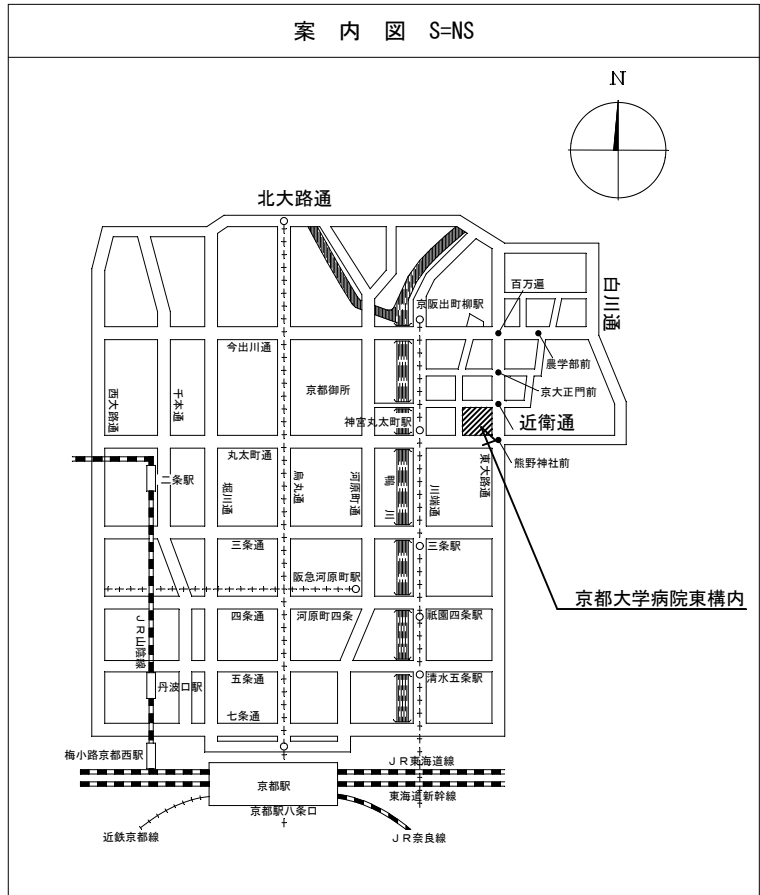 案 内 図 S=NS
N
北大路通
百万遍
白川通
京阪出町柳駅
今出川通
農学部前
京都御所
京大正門前
西大路通
千本通
神宮丸太町駅
近衛通
丸太町通
熊野神社前
二条駅
堀川通
烏丸通
河原町通
鴨川
川端通
東大路通
三条通
三条駅
阪急河原町駅
京都大学病院東構内
四条通
河原町四条
祇園四条駅
JR山陰線
五条通
清水五条駅
丹波口駅
七条通
梅小路京都西駅
JR東海道線
京都駅
東海道新幹線
京都駅八条口
近鉄京都線
JR奈良線